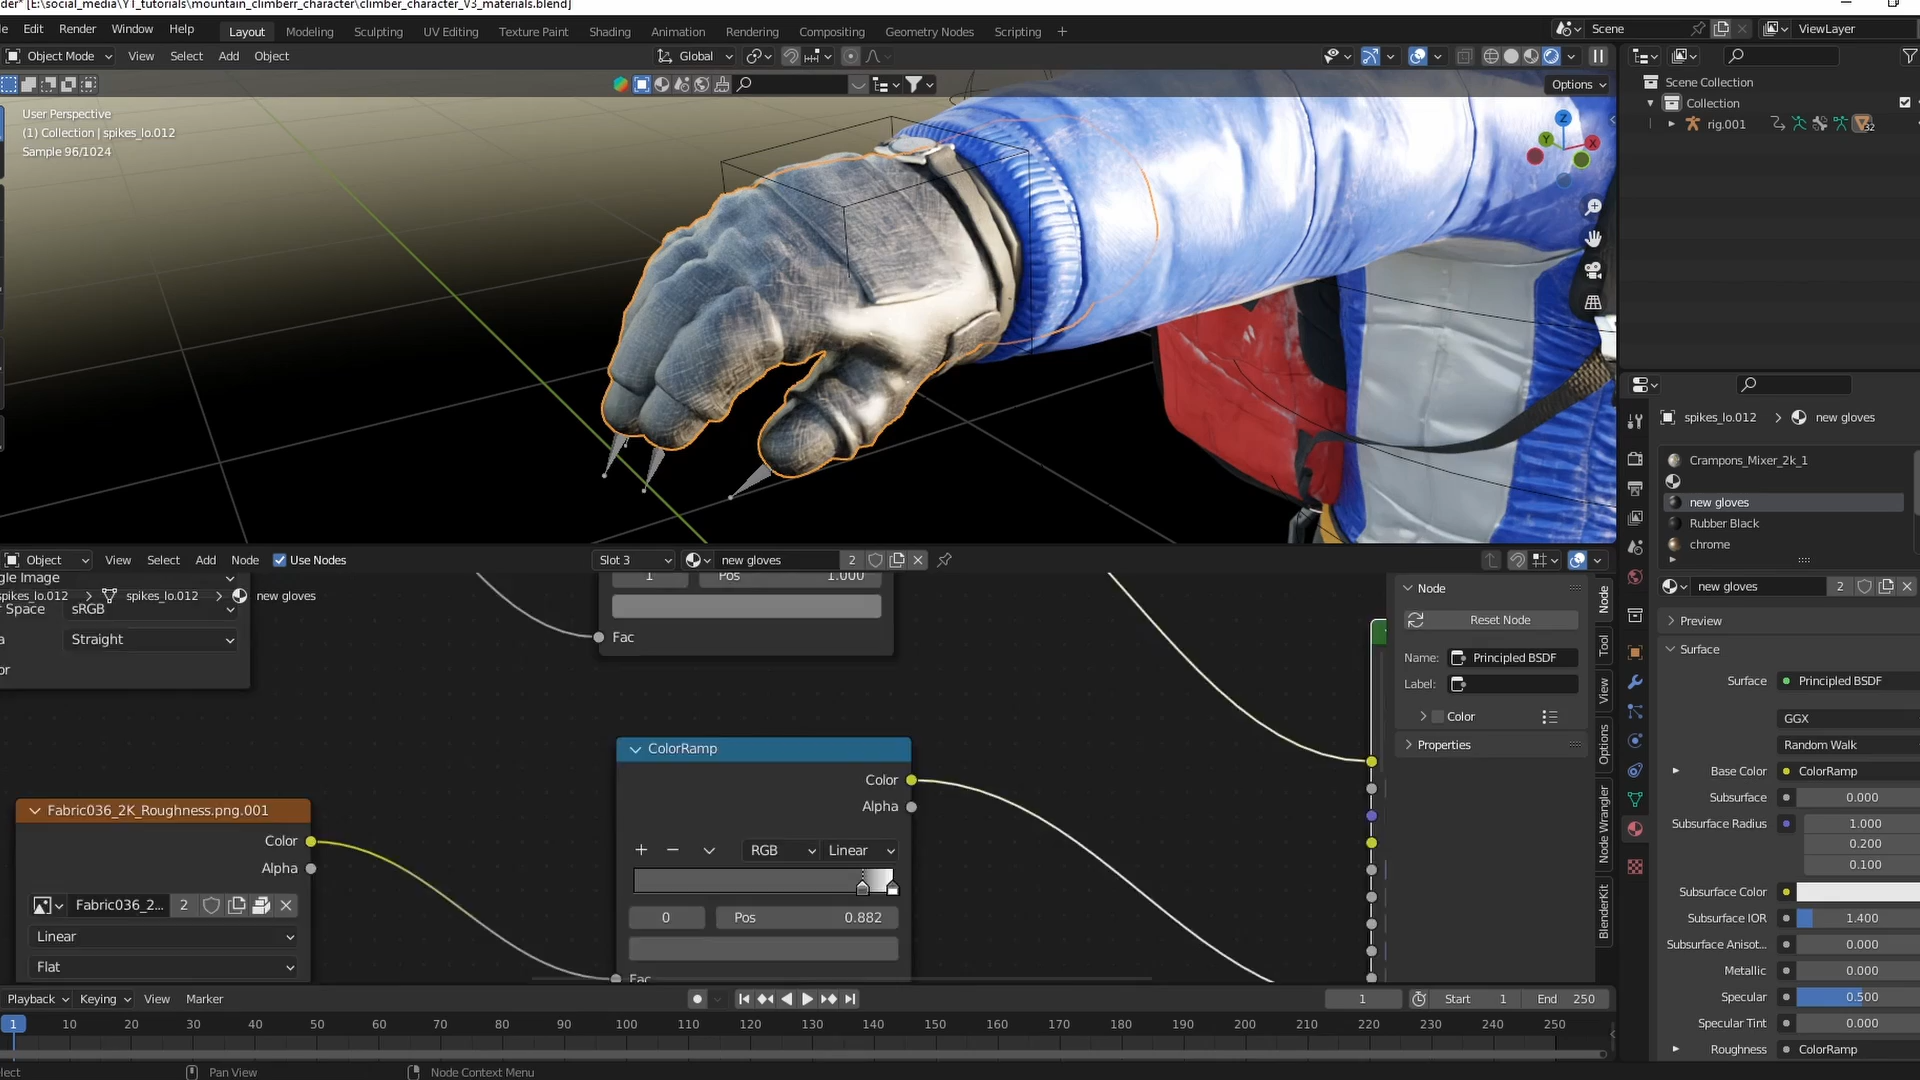 der* [E:\social_media\YT_tutorials\mountain_climberr_character\climber_character_V3_materials.blend]
Edit Render Window Help Layout Modeling Sculpting UV Editing Texture Paint Shading Animation Rendering Compositing Geometry Nodes Scripting + Scene ViewLayer
Object Mode View Select Add Object Global
Options
User Perspective
(1) Collection | spikes_lo.012
Sample 96/1024
Z
Y
X
Scene Collection
Collection
rig.001 32
spikes_lo.012 > new gloves
Crampons_Mixer_2k_1
new gloves
Rubber Black
chrome
new gloves 2
Preview
Surface
Surface Principled BSDF
GGX
Random Walk
Base Color ColorRamp
Subsurface 0.000
Subsurface Radius 1.000
0.200
0.100
Subsurface Color
Subsurface IOR 1.400
Subsurface Anisot... 0.000
Metallic 0.000
Specular 0.500
Specular Tint 0.000
Roughness ColorRamp
Object View Select Add Node Use Nodes Slot 3 new gloves 2
gle Image
spikes_lo.012 > spikes_lo.012 > new gloves
r Space sRGB
a Straight
or
1 Pos 1.000
Fac
ColorRamp
Color
Alpha
+ − RGB Linear
0 Pos 0.882
Fac
Fabric036_2K_Roughness.png.001
Color
Alpha
Fabric036_2... 2
Linear
Flat
Node
Reset Node
Name: Principled BSDF
Label:
Color
Properties
Node
Tool
View
Options
Node Wrangler
BlenderKit
Playback Keying View Marker 1 Start 1 End 250
1 10 20 30 40 50 60 70 80 90 100 110 120 130 140 150 160 170 180 190 200 210 220 230 240 250
lect Pan View Node Context Menu